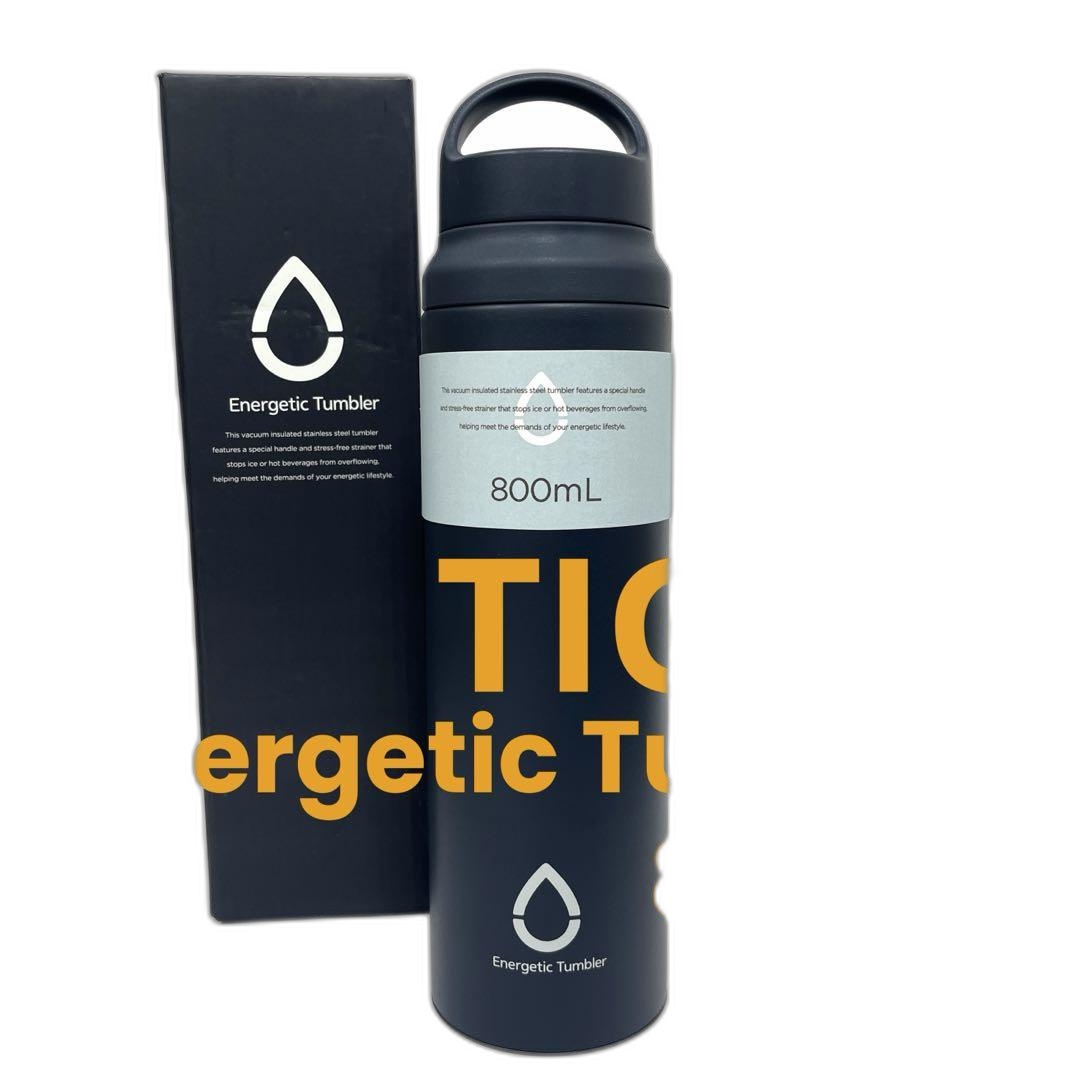 Energetic Tumbler
This vacuum insulated stainless steel tumbler
features a special handle and stress-free strainer that
stops ice or hot beverages from overflowing,
helping meet the demands of your energetic lifestyle.
This vacuum insulated stainless steel tumbler features a special handle
and stress-free strainer that stops ice or hot beverages from overflowing,
helping meet the demands of your energetic lifestyle.
800mL
TIG
ergetic Tu
Energetic Tumbler